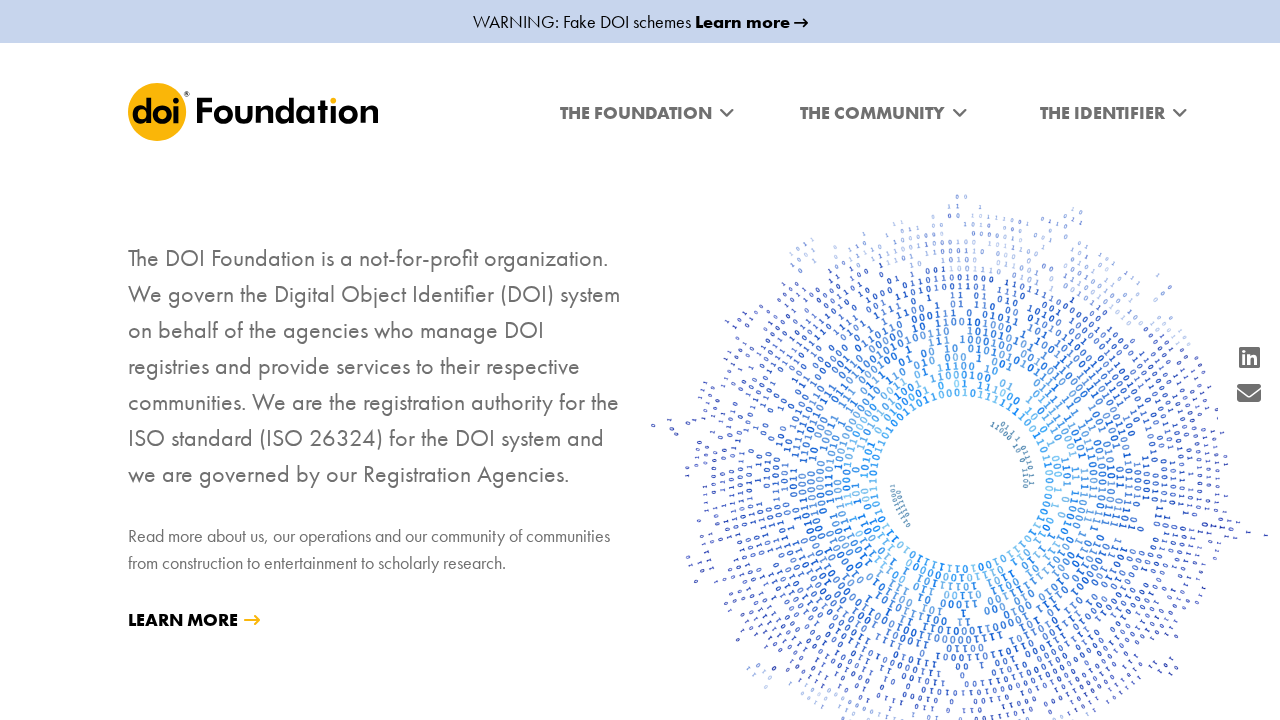 WARNING: Fake DOI schemes Learn more →
doi® Foundation
THE FOUNDATION
THE COMMUNITY
THE IDENTIFIER
The DOI Foundation is a not-for-profit organization.
We govern the Digital Object Identifier (DOI) system
on behalf of the agencies who manage DOI
registries and provide services to their respective
communities. We are the registration authority for the
ISO standard (ISO 26324) for the DOI system and
we are governed by our Registration Agencies.
in
Read more about us, our operations and our community of communities
from construction to entertainment to scholarly research.
LEARN MORE →